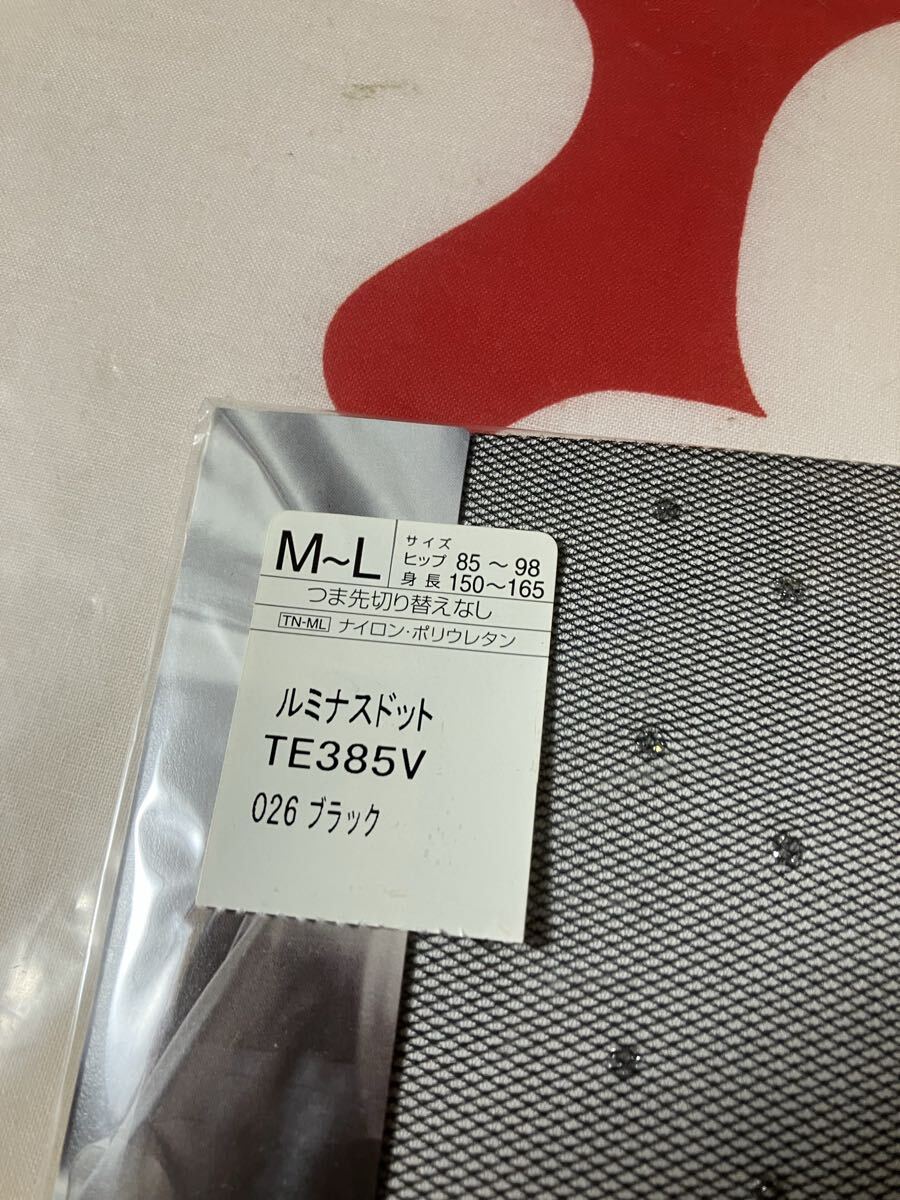 M~L
サイズ
ヒップ 85～98
身長 150～165
つま先切り替えなし
TN-ML ナイロン・ポリウレタン
ルミナスドット
TE385V
026 ブラック